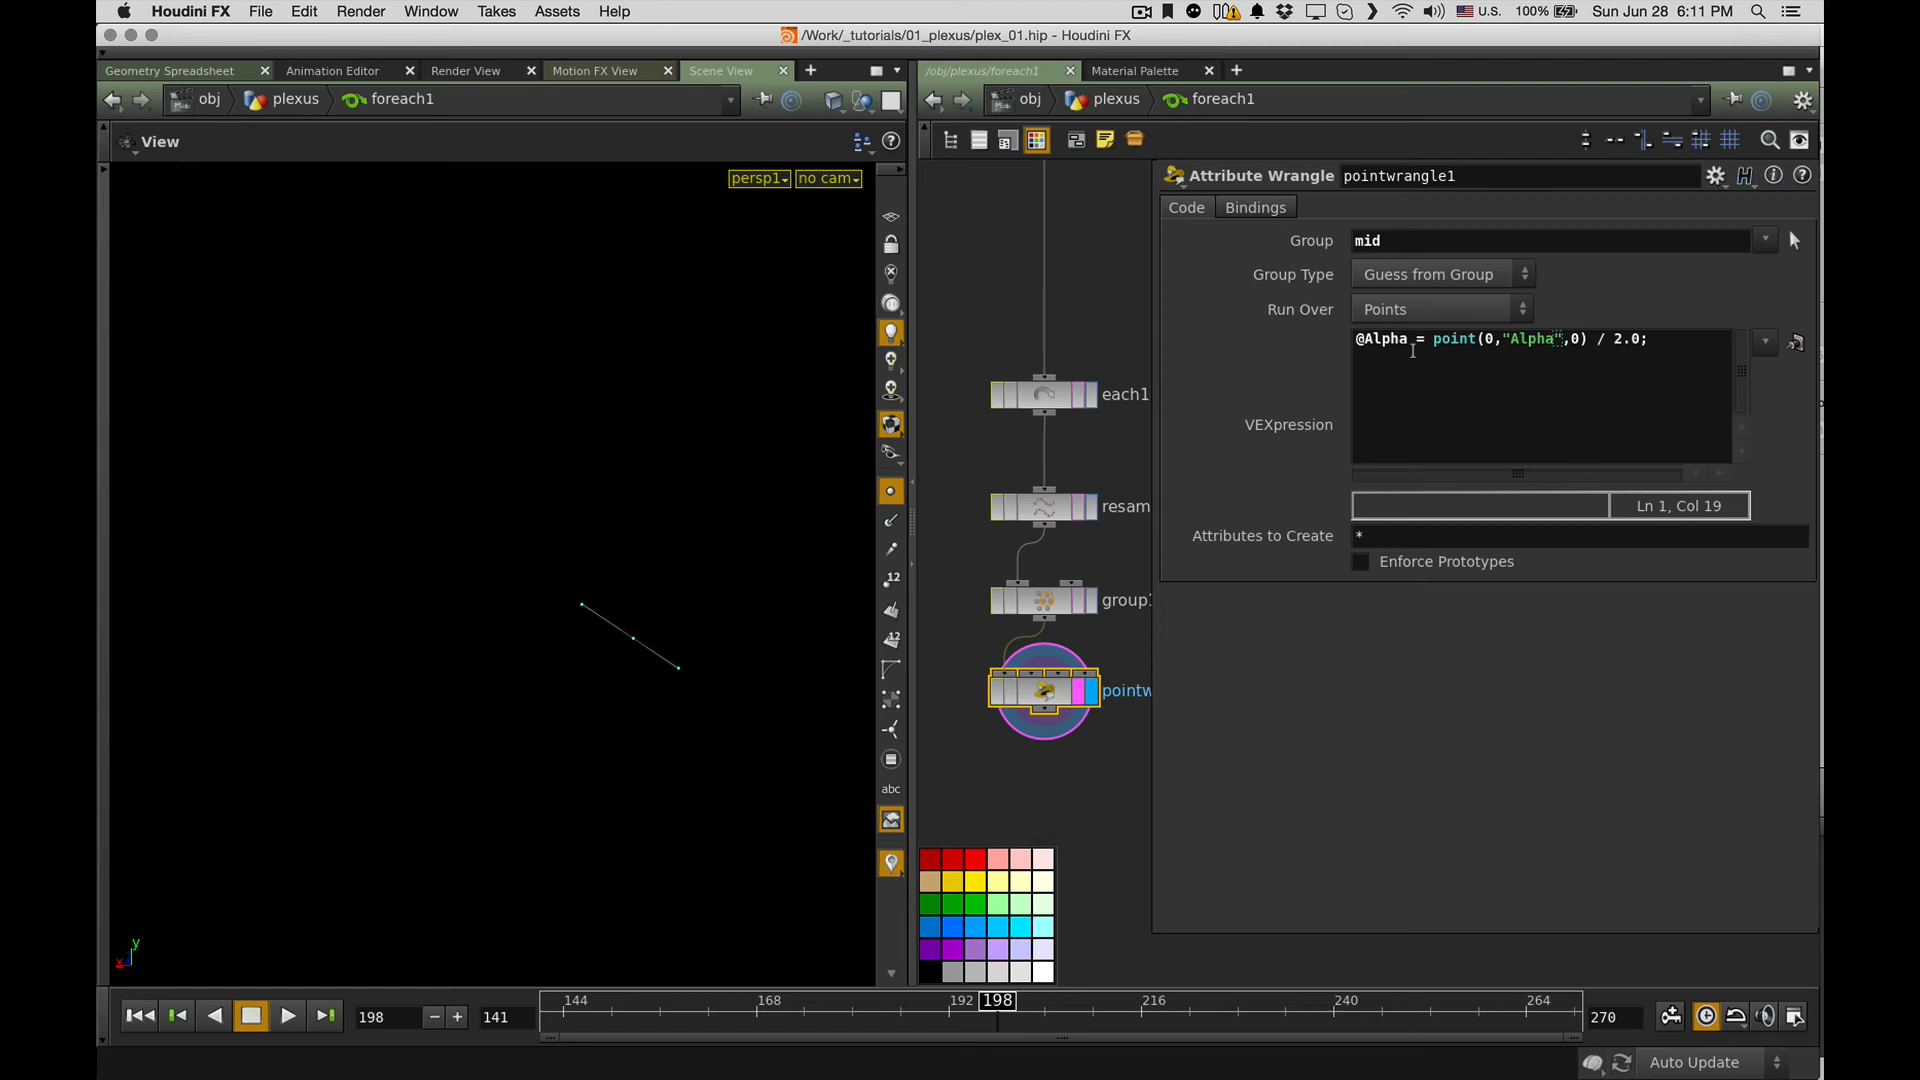 Houdini FX File Edit Render Window Takes Assets Help U.S. 100% Sun Jun 28 6:11 PM
/Work/_tutorials/01_plexus/plex_01.hip - Houdini FX
Geometry Spreadsheet Animation Editor Render View Motion FX View Scene View
/obj/plexus/foreach1 Material Palette
obj plexus foreach1
obj plexus foreach1
View
persp1 no cam
Attribute Wrangle pointwrangle1
Code Bindings
Group mid
Group Type Guess from Group
Run Over Points
@Alpha = point(0,"Alpha",0) / 2.0;
VEXpression
Ln 1, Col 19
Attributes to Create *
Enforce Prototypes
each1
resam
group1
pointw
12
12
abc
y
x
144 168 192 198 216 240 264
198 141 270
Auto Update